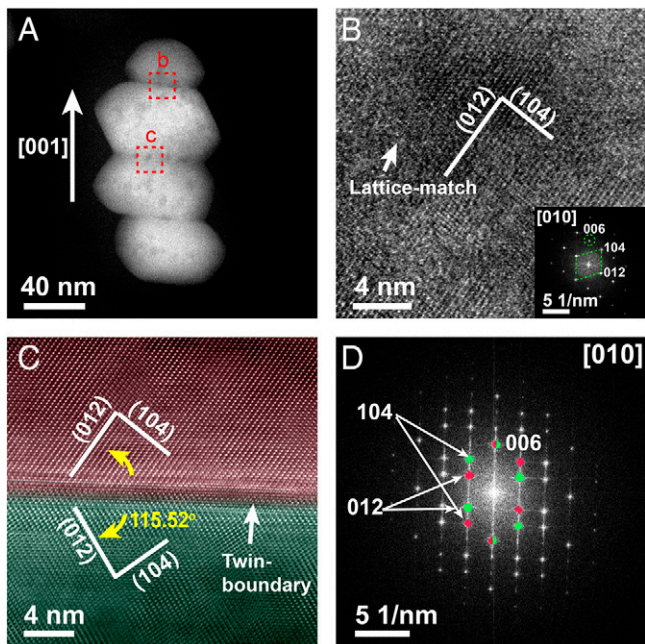 A
b
c
[001]
40 nm
B
(012)
(104)
Lattice-match
[010]
006
104
012
5 1/nm
4 nm
C
(012)
(104)
115.52°
(012)
(104)
Twin-
boundary
4 nm
D
[010]
104
006
012
5 1/nm